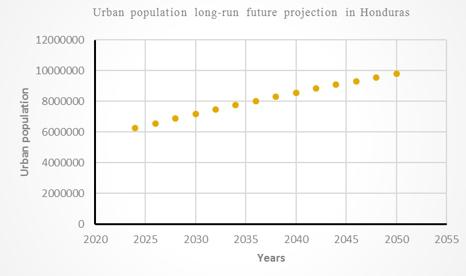 Urban population long-run future projection in Honduras
12000000
10000000
8000000
6000000
4000000
2000000
0
Urban population
2020 2025 2030 2035 2040 2045 2050 2055
Years